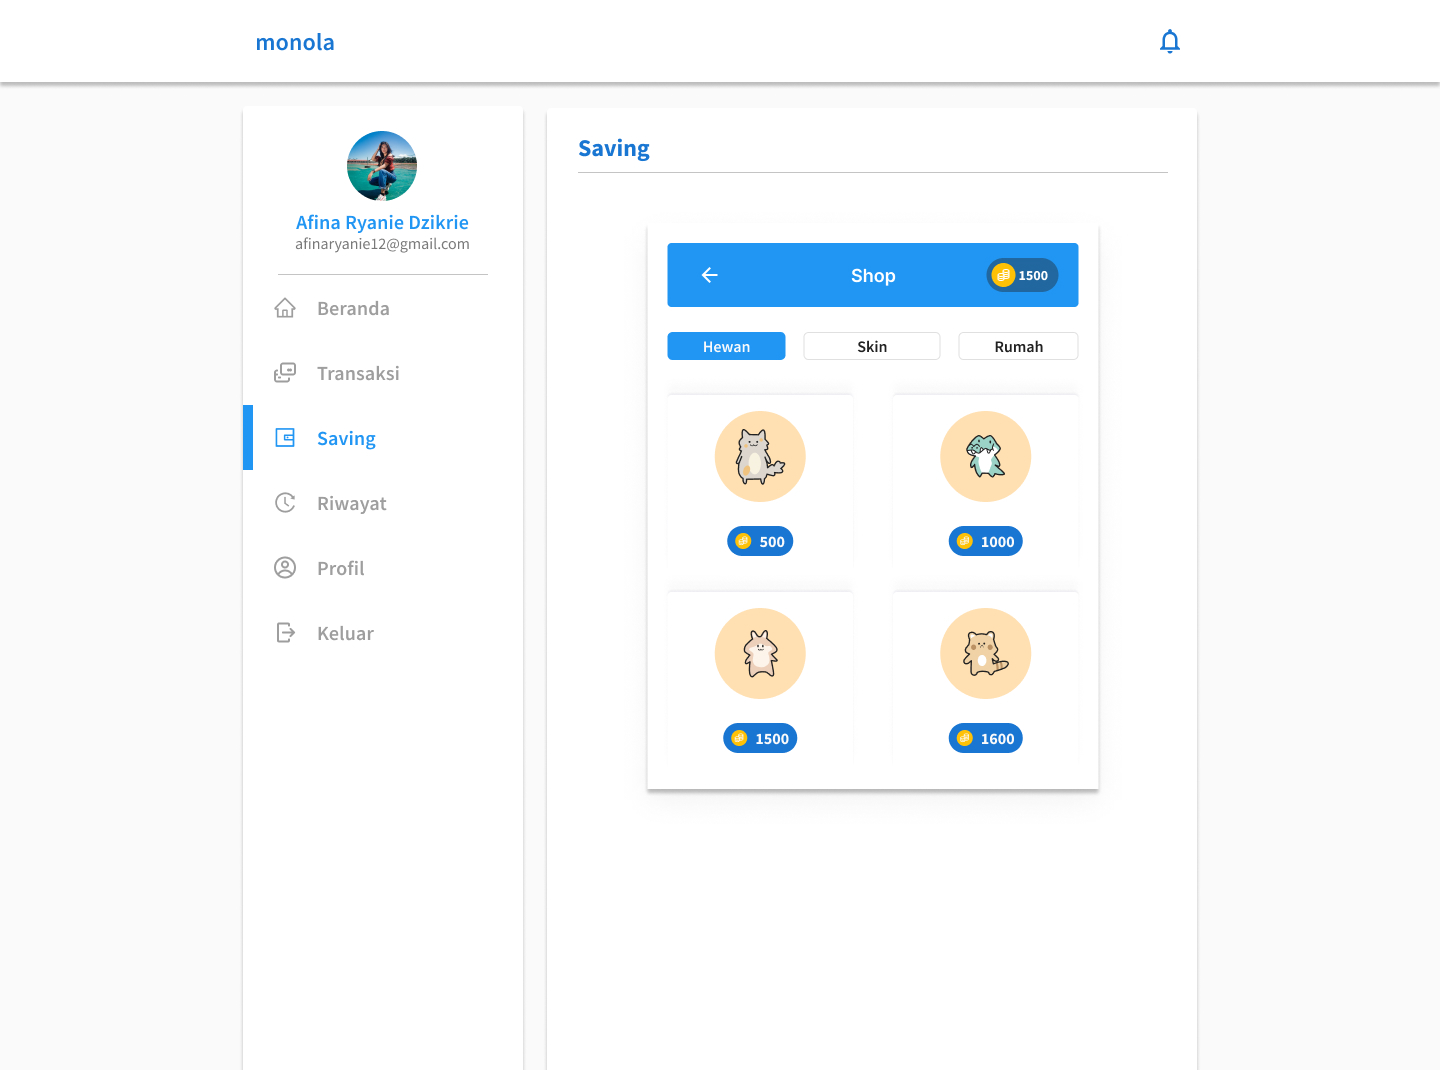 monola
Afina Ryanie Dzikrie
afinaryanie12@gmail.com
Beranda
Transaksi
Saving
Riwayat
Profil
Keluar
Saving
Shop
1500
Hewan
Skin
Rumah
500
1000
1500
1600